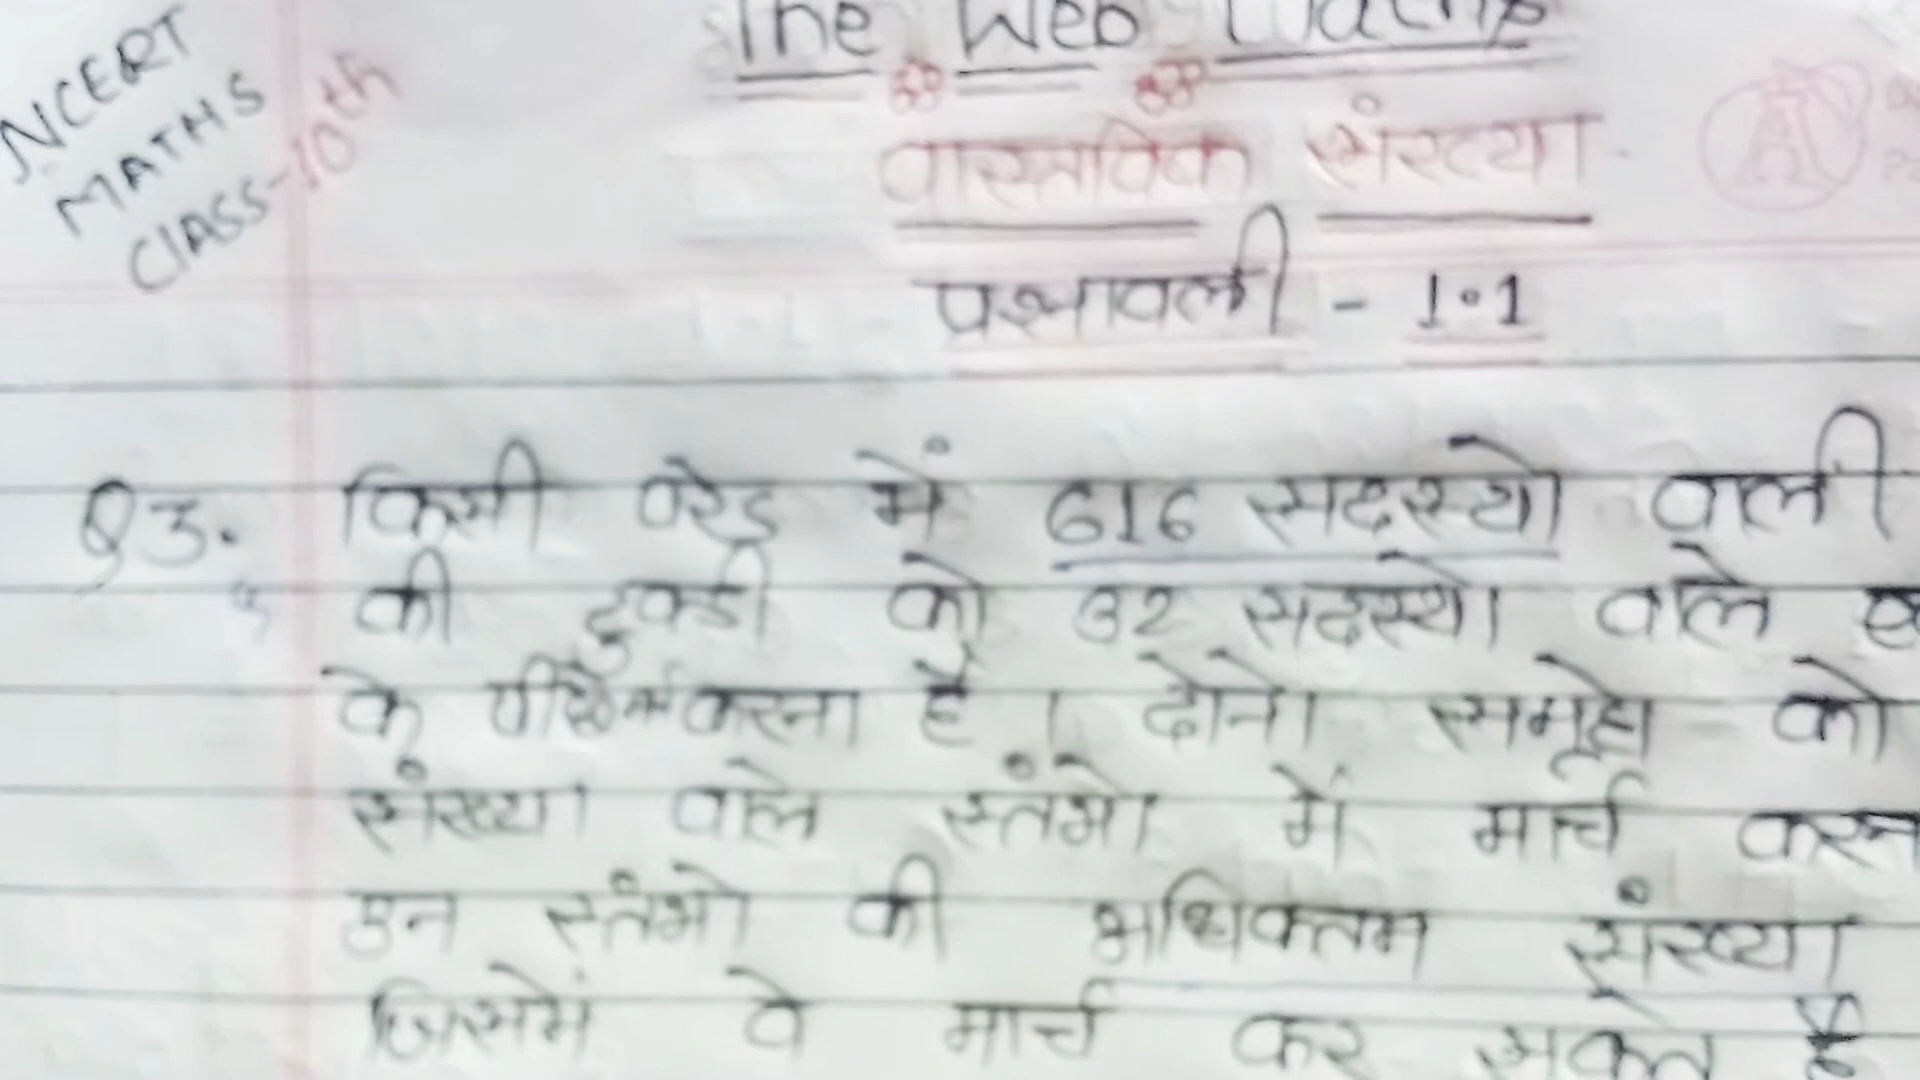 The Web
NCERT
MATHS
CLASS-10th
वास्तविक संख्या
प्रश्नावली - 1.1
Q3. किसी परेड में 616 सदस्यो वाली
की टुकडी को 32 सदस्यो वाले
के पीछे मार्च करना है । दोनो समूहो को
संख्या वाले स्तंभो में मार्च करना
उन स्तंभो की अधिकतम संख्या
जिसमें वे मार्च कर सकते है